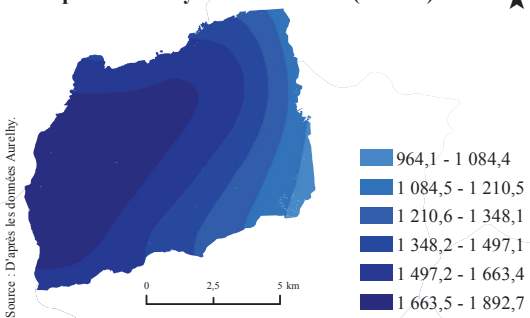 Source : D'après les données Aurelhy.
964,1 - 1 084,4
1 084,5 - 1 210,5
1 210,6 - 1 348,1
1 348,2 - 1 497,1
1 497,2 - 1 663,4
1 663,5 - 1 892,7
0 2,5 5 km